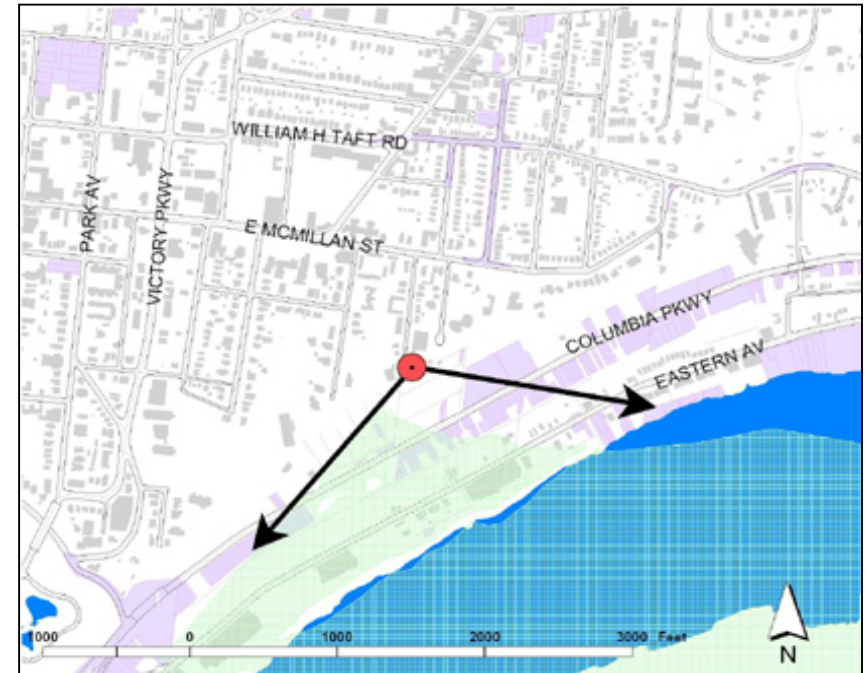 WILLIAM H TAFT RD
PARK AV
VICTORY PKWY
E MCMILLAN ST
COLUMBIA PKWY
EASTERN AV
1000 0 1000 2000 3000 Feet
N